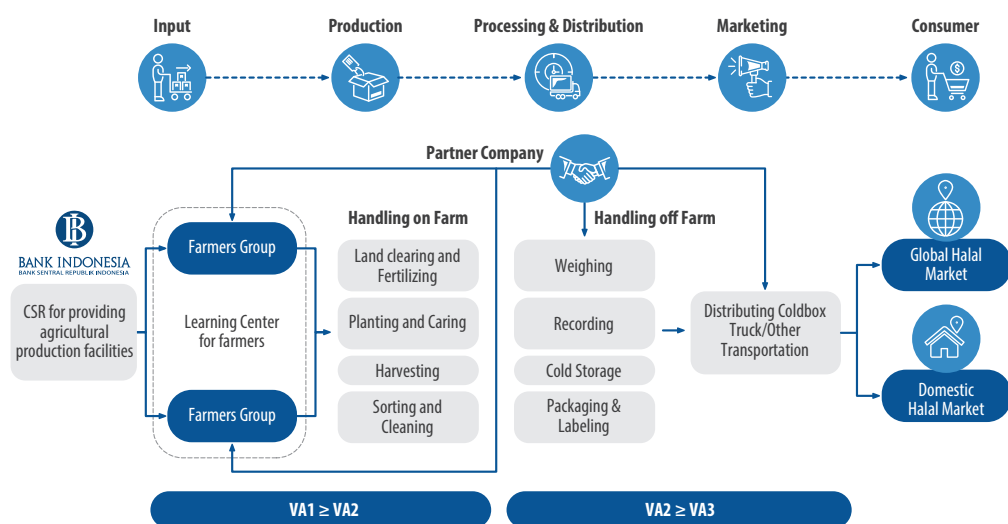 Input
Production
Processing & Distribution
Marketing
Consumer
$
Partner Company
BI
BANK INDONESIA
BANK SENTRAL REPUBLIK INDONESIA
CSR for providing
agricultural
production facilities
Farmers Group
Learning Center
for farmers
Farmers Group
Handling on Farm
Land clearing and
Fertilizing
Planting and Caring
Harvesting
Sorting and
Cleaning
Handling off Farm
Weighing
Recording
Cold Storage
Packaging &
Labeling
Distributing Coldbox
Truck/Other
Transportation
Global Halal
Market
Domestic
Halal Market
VA1 ≥ VA2
VA2 ≥ VA3